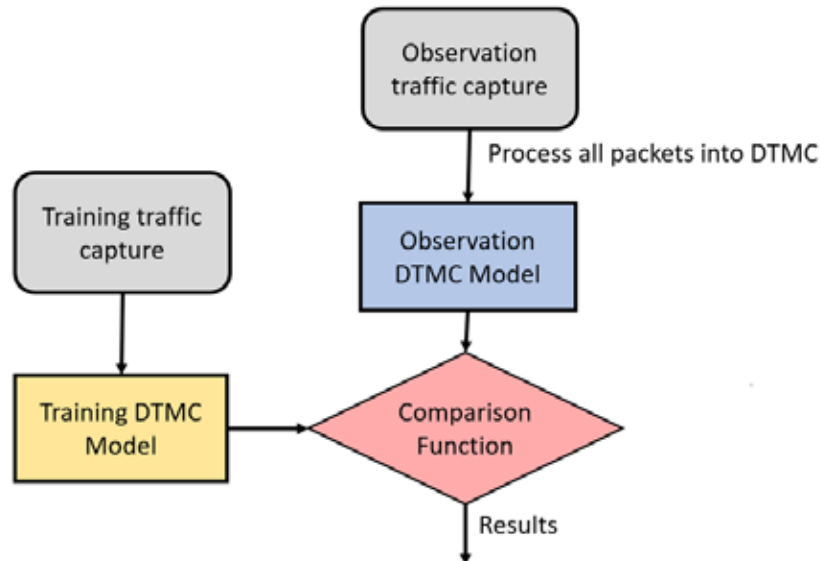 Observation
traffic capture
Process all packets into DTMC
Training traffic
capture
Observation
DTMC Model
Training DTMC
Model
Comparison
Function
Results